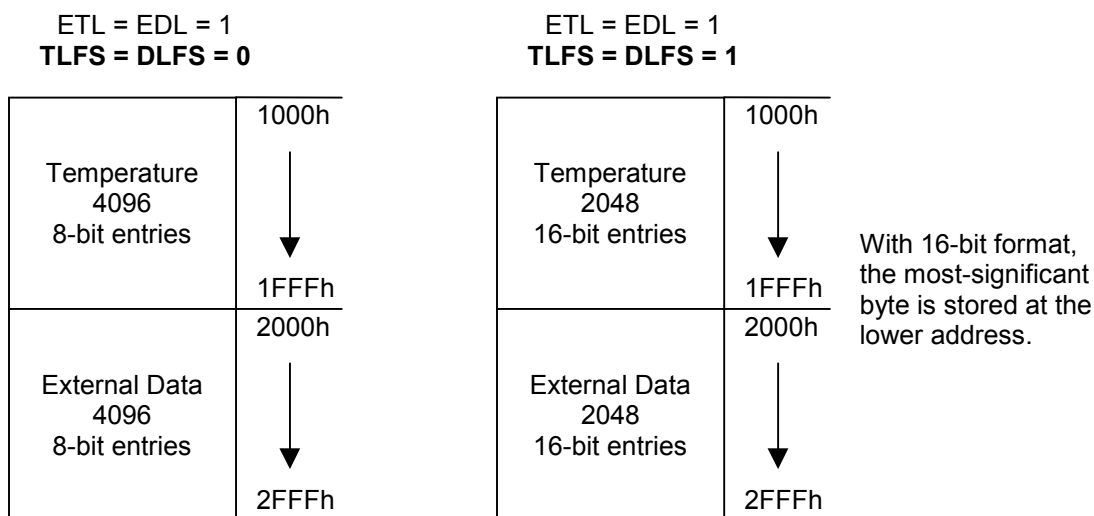 ETL = EDL = 1
TLFS = DLFS = 0
1000h
Temperature
4096
8-bit entries
1FFFh
2000h
External Data
4096
8-bit entries
2FFFh
ETL = EDL = 1
TLFS = DLFS = 1
1000h
Temperature
2048
16-bit entries
1FFFh
2000h
External Data
2048
16-bit entries
2FFFh
With 16-bit format,
the most-significant
byte is stored at the
lower address.